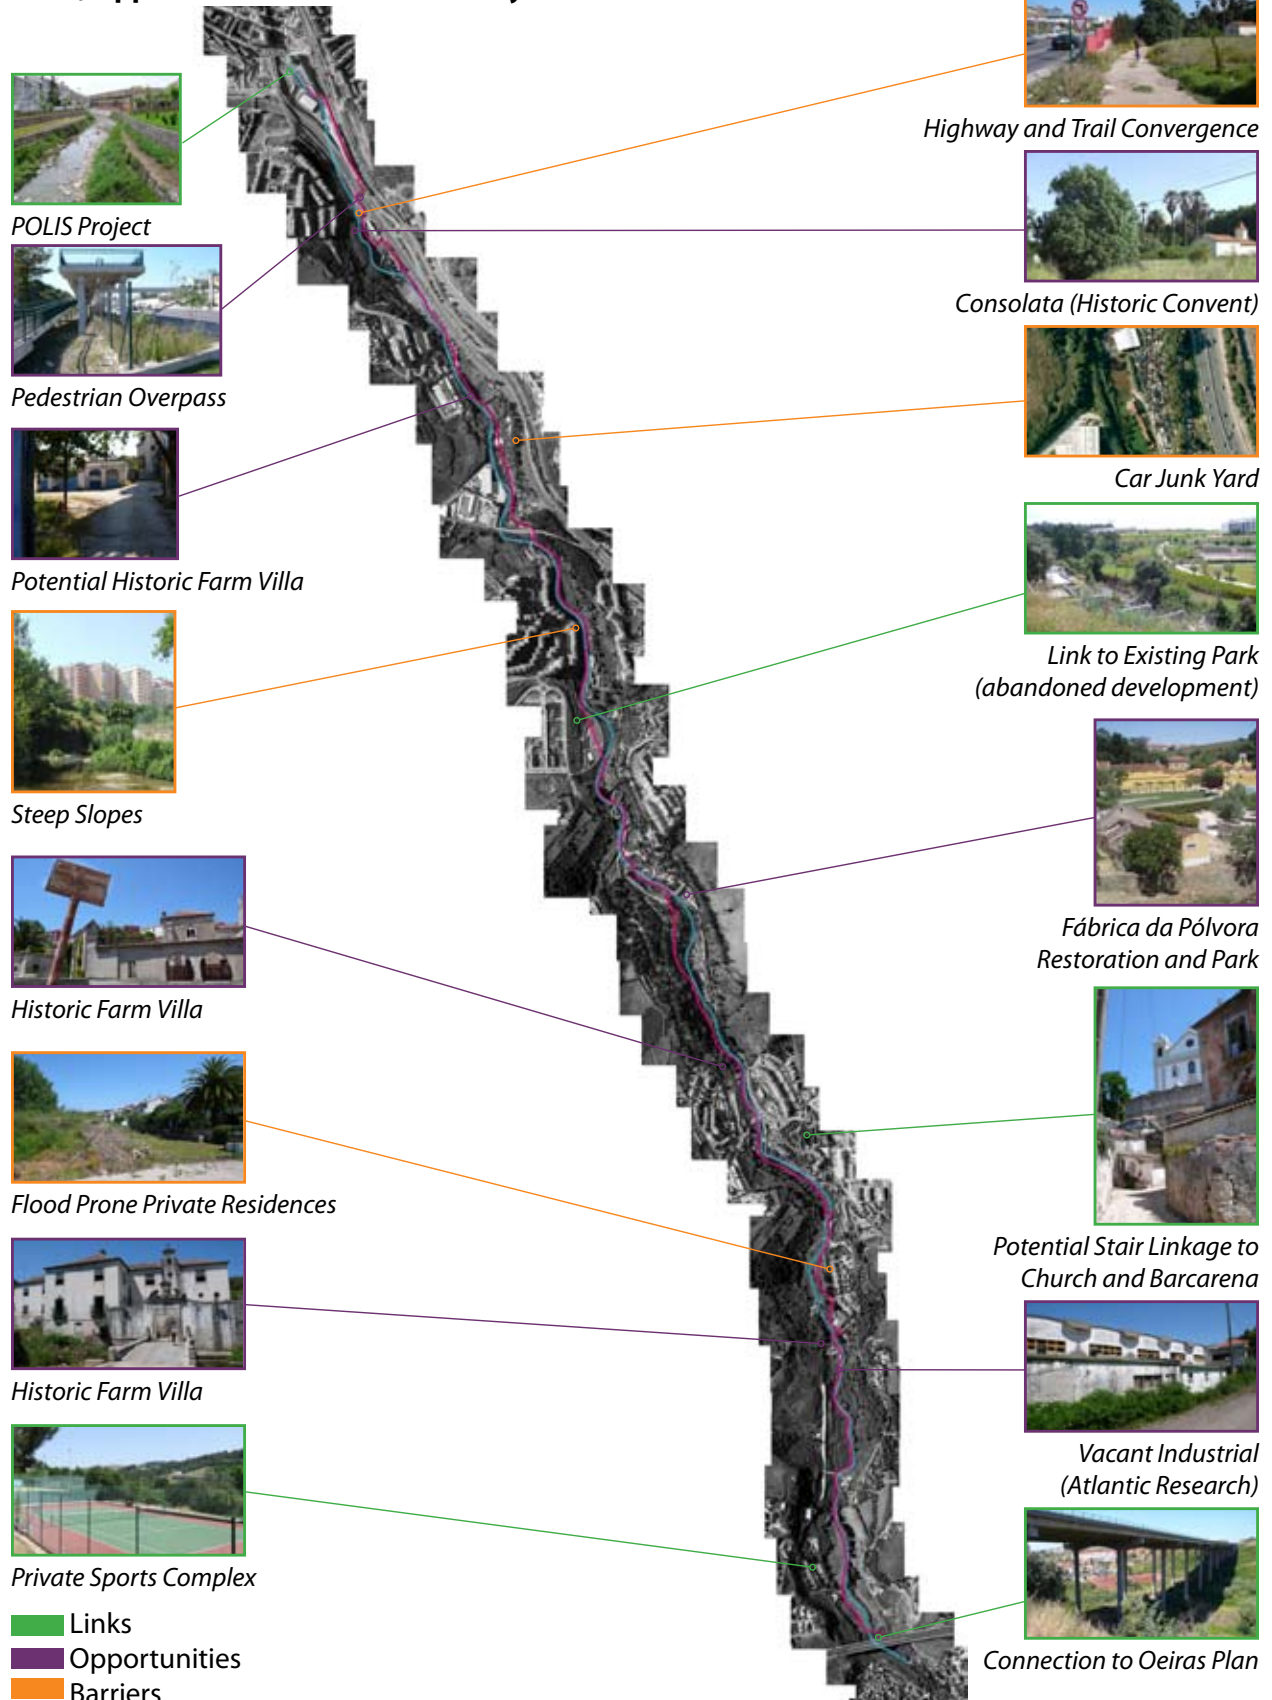 POLIS Project
Pedestrian Overpass
Potential Historic Farm Villa
Steep Slopes
Historic Farm Villa
Flood Prone Private Residences
Historic Farm Villa
Private Sports Complex
Links
Opportunities
Barriers
Highway and Trail Convergence
Consolata (Historic Convent)
Car Junk Yard
Link to Existing Park
(abandoned development)
Fábrica da Pólvora
Restoration and Park
Potential Stair Linkage to
Church and Barcarena
Vacant Industrial
(Atlantic Research)
Connection to Oeiras Plan